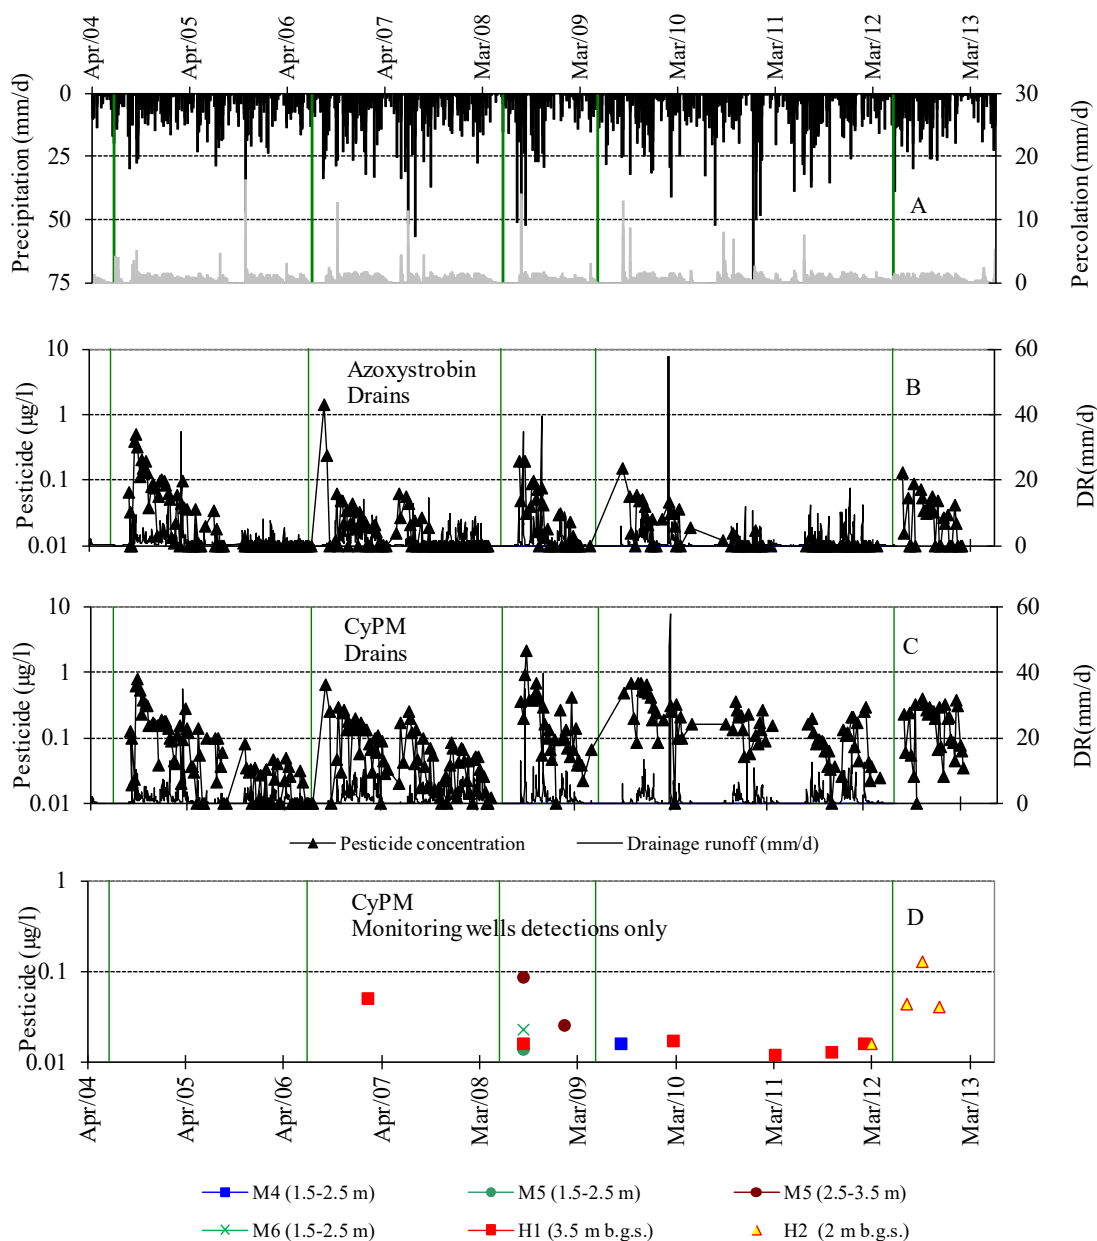 Apr/04 Apr/05 Apr/06 Apr/07 Mar/08 Mar/09 Mar/10 Mar/11 Mar/12 Mar/13
Precipitation (mm/d)
0
25
50
75
30
20
10
0
Percolation (mm/d)
A
Pesticide (µg/l)
10
1
0.1
0.01
Azoxystrobin
Drains
B
60
40
20
0
DR(mm/d)
Pesticide (µg/l)
10
1
0.1
0.01
CyPM
Drains
C
60
40
20
0
DR(mm/d)
Pesticide concentration Drainage runoff (mm/d)
Pesticide (µg/l)
1
0.1
0.01
CyPM
Monitoring wells detections only
D
Apr/04 Apr/05 Apr/06 Apr/07 Mar/08 Mar/09 Mar/10 Mar/11 Mar/12 Mar/13
M4 (1.5-2.5 m) M5 (1.5-2.5 m) M5 (2.5-3.5 m)
M6 (1.5-2.5 m) H1 (3.5 m b.g.s.) H2 (2 m b.g.s.)